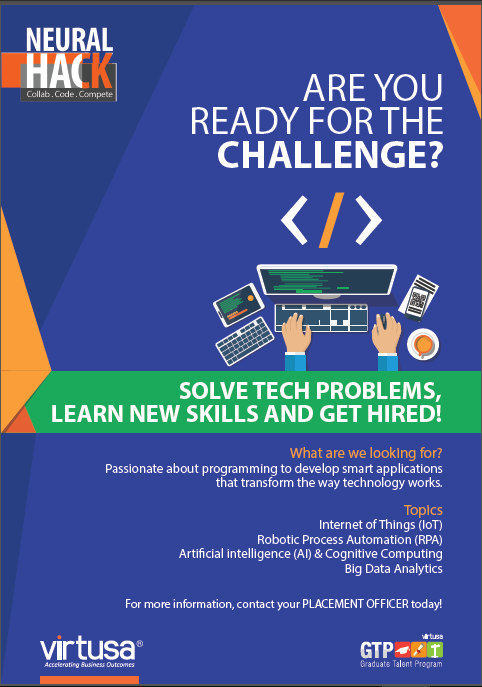 NEURAL
HACK
Collab . Code . Compete
ARE YOU
READY FOR THE
CHALLENGE?
</>
SOLVE TECH PROBLEMS,
LEARN NEW SKILLS AND GET HIRED!
What are we looking for?
Passionate about programming to develop smart applications
that transform the way technology works.
Topics
Internet of Things (IoT)
Robotic Process Automation (RPA)
Artificial intelligence (AI) & Cognitive Computing
Big Data Analytics
For more information, contact your PLACEMENT OFFICER today!
virtusa®
Accelerating Business Outcomes
virtusa
GTP
Graduate Talent Program